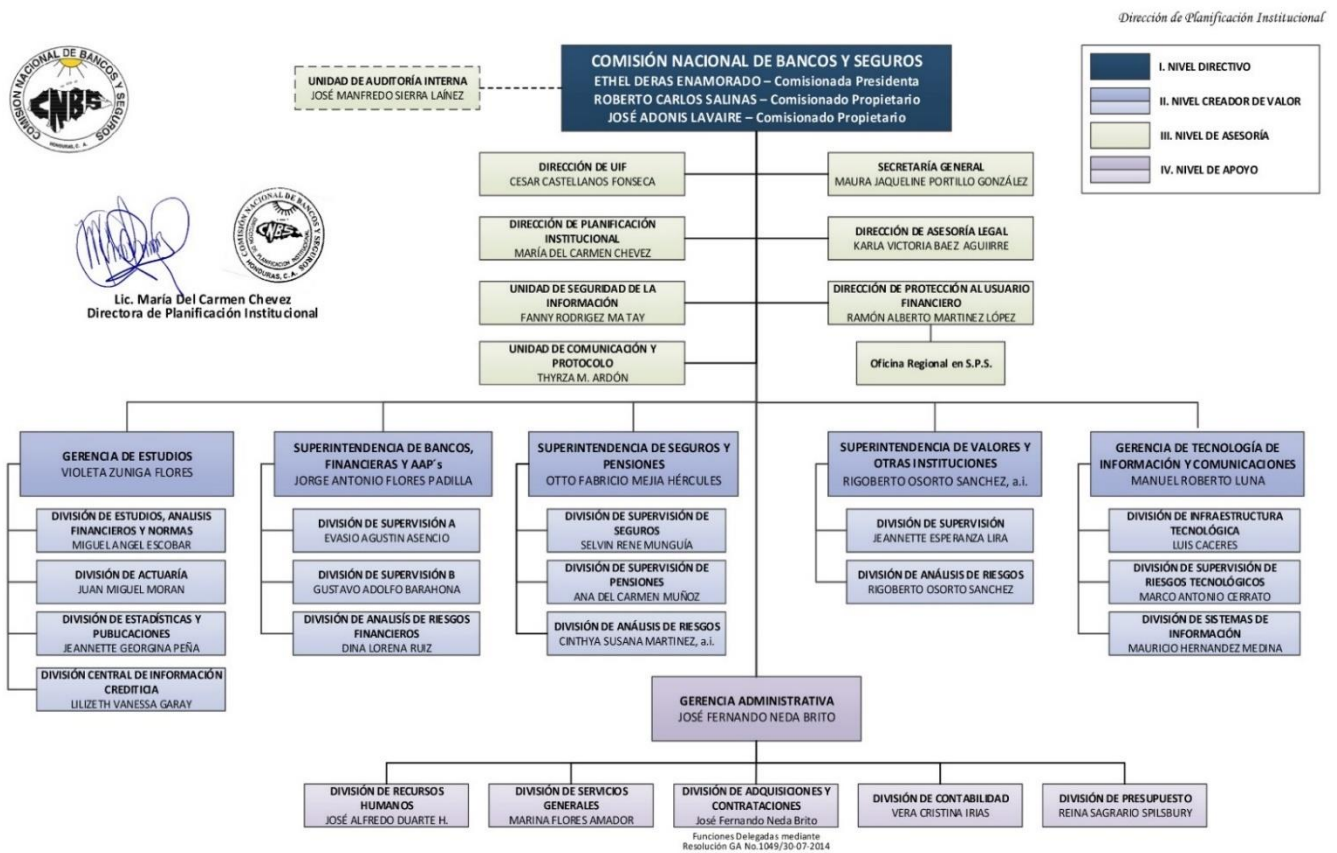 Dirección de Planificación Institucional
COMISIÓN NACIONAL DE BANCOS Y SEGUROS
CNBS
HONDURAS, C. A.
UNIDAD DE AUDITORÍA INTERNA
JOSÉ MANFREDO SIERRA LAÍNEZ
COMISIÓN NACIONAL DE BANCOS Y SEGUROS
ETHEL DERAS ENAMORADO – Comisionada Presidenta
ROBERTO CARLOS SALINAS – Comisionado Propietario
JOSÉ ADONIS LAVAIRE – Comisionado Propietario
I. NIVEL DIRECTIVO
II. NIVEL CREADOR DE VALOR
III. NIVEL DE ASESORÍA
IV. NIVEL DE APOYO
DIRECCIÓN DE UIF
CESAR CASTELLANOS FONSECA
SECRETARÍA GENERAL
MAURA JAQUELINE PORTILLO GONZÁLEZ
DIRECCIÓN DE PLANIFICACIÓN
INSTITUCIONAL
MARÍA DEL CARMEN CHEVEZ
DIRECCIÓN DE ASESORÍA LEGAL
KARLA VICTORIA BAEZ AGUIIRRE
UNIDAD DE SEGURIDAD DE LA
INFORMACIÓN
FANNY RODRIGEZ MATAY
DIRECCIÓN DE PROTECCIÓN AL USUARIO
FINANCIERO
RAMÓN ALBERTO MARTINEZ LÓPEZ
UNIDAD DE COMUNICACIÓN Y
PROTOCOLO
THYRZA M. ARDÓN
Oficina Regional en S.P.S.
COMISIÓN NACIONAL DE BANCOS Y SEGUROS
CNBS
DIRECCIÓN DE PLANIFICACIÓN INSTITUCIONAL
HONDURAS, C. A.
Lic. María Del Carmen Chevez
Directora de Planificación Institucional
GERENCIA DE ESTUDIOS
VIOLETA ZUNIGA FLORES
DIVISIÓN DE ESTUDIOS, ANALISIS
FINANCIEROS Y NORMAS
MIGUEL ANGEL ESCOBAR
DIVISIÓN DE ACTUARÍA
JUAN MIGUEL MORAN
DIVISIÓN DE ESTADÍSTICAS Y
PUBLICACIONES
JEANNETTE GEORGINA PEÑA
DIVISIÓN CENTRAL DE INFORMACIÓN
CREDITICIA
LILIZETH VANESSA GARAY
SUPERINTENDENCIA DE BANCOS,
FINANCIERAS Y AAP´s
JORGE ANTONIO FLORES PADILLA
DIVISIÓN DE SUPERVISIÓN A
EVASIO AGUSTIN ASENCIO
DIVISIÓN DE SUPERVISIÓN B
GUSTAVO ADOLFO BARAHONA
DIVISIÓN DE ANALISÍS DE RIESGOS
FINANCIEROS
DINA LORENA RUIZ
SUPERINTENDENCIA DE SEGUROS Y
PENSIONES
OTTO FABRICIO MEJIA HÉRCULES
DIVISIÓN DE SUPERVISIÓN DE
SEGUROS
SELVIN RENE MUNGUÍA
DIVISIÓN DE SUPERVISIÓN DE
PENSIONES
ANA DEL CARMEN MUÑOZ
DIVISIÓN DE ANÁLISIS DE RIESGOS
CINTHYA SUSANA MARTINEZ, a.i.
SUPERINTENDENCIA DE VALORES Y
OTRAS INSTITUCIONES
RIGOBERTO OSORTO SANCHEZ, a.i.
DIVISIÓN DE SUPERVISIÓN
JEANNETTE ESPERANZA LIRA
DIVISIÓN DE ANÁLISIS DE RIESGOS
RIGOBERTO OSORTO SANCHEZ
GERENCIA DE TECNOLOGÍA DE
INFORMACIÓN Y COMUNICACIONES
MANUEL ROBERTO LUNA
DIVISIÓN DE INFRAESTRUCTURA
TECNOLÓGICA
LUIS CACERES
DIVISIÓN DE SUPERVISIÓN DE
RIESGOS TECNOLÓGICOS
MARCO ANTONIO CERRATO
DIVISIÓN DE SISTEMAS DE
INFORMACIÓN
MAURICIO HERNANDEZ MEDINA
GERENCIA ADMINISTRATIVA
JOSÉ FERNANDO NEDA BRITO
DIVISIÓN DE RECURSOS
HUMANOS
JOSÉ ALFREDO DUARTE H.
DIVISIÓN DE SERVICIOS
GENERALES
MARINA FLORES AMADOR
DIVISIÓN DE ADQUISICIONES Y
CONTRATACIONES
José Fernando Neda Brito
Funciones Delegadas mediante
Resolución GA No.1049/30-07-2014
DIVISIÓN DE CONTABILIDAD
VERA CRISTINA IRIAS
DIVISIÓN DE PRESUPUESTO
REINA SAGRARIO SPILSBURY